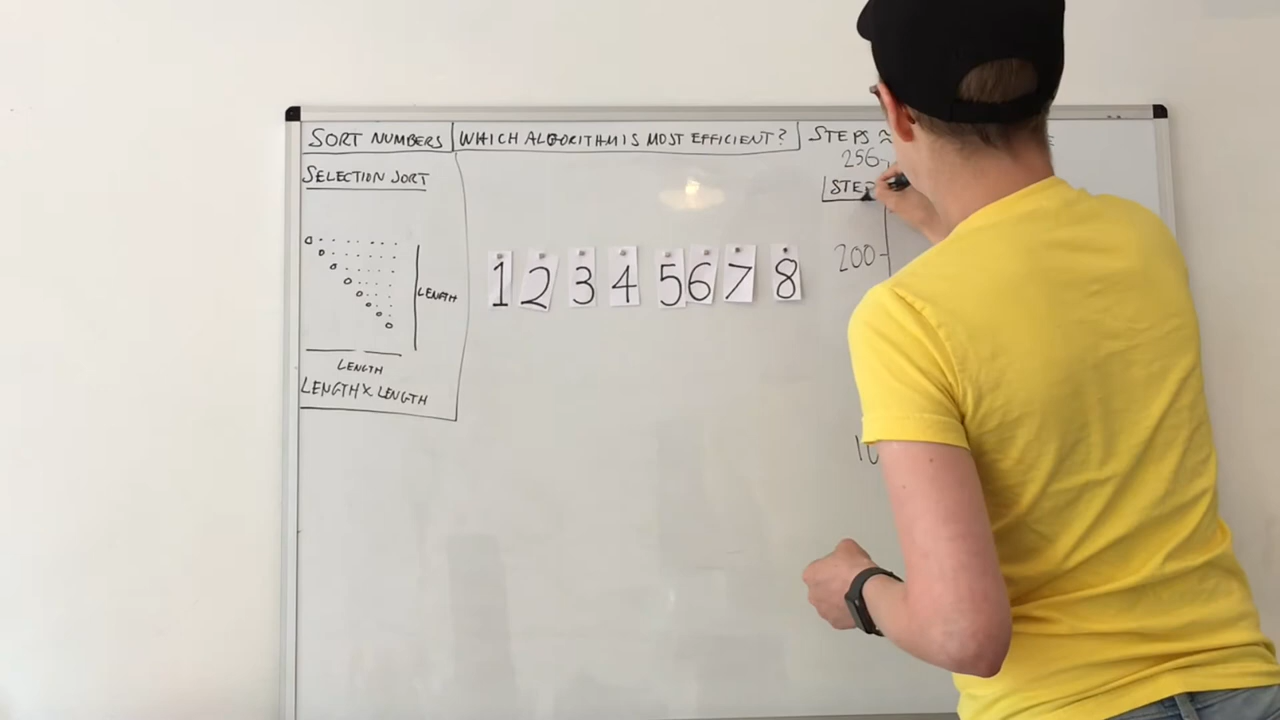 SORT NUMBERS
WHICH ALGORITHM IS MOST EFFICIENT?
STEPS ≈
SELECTION SORT
LENGTH
LENGTH
LENGTH X LENGTH
1 2 3 4 5 6 7 8
256
STEP
200